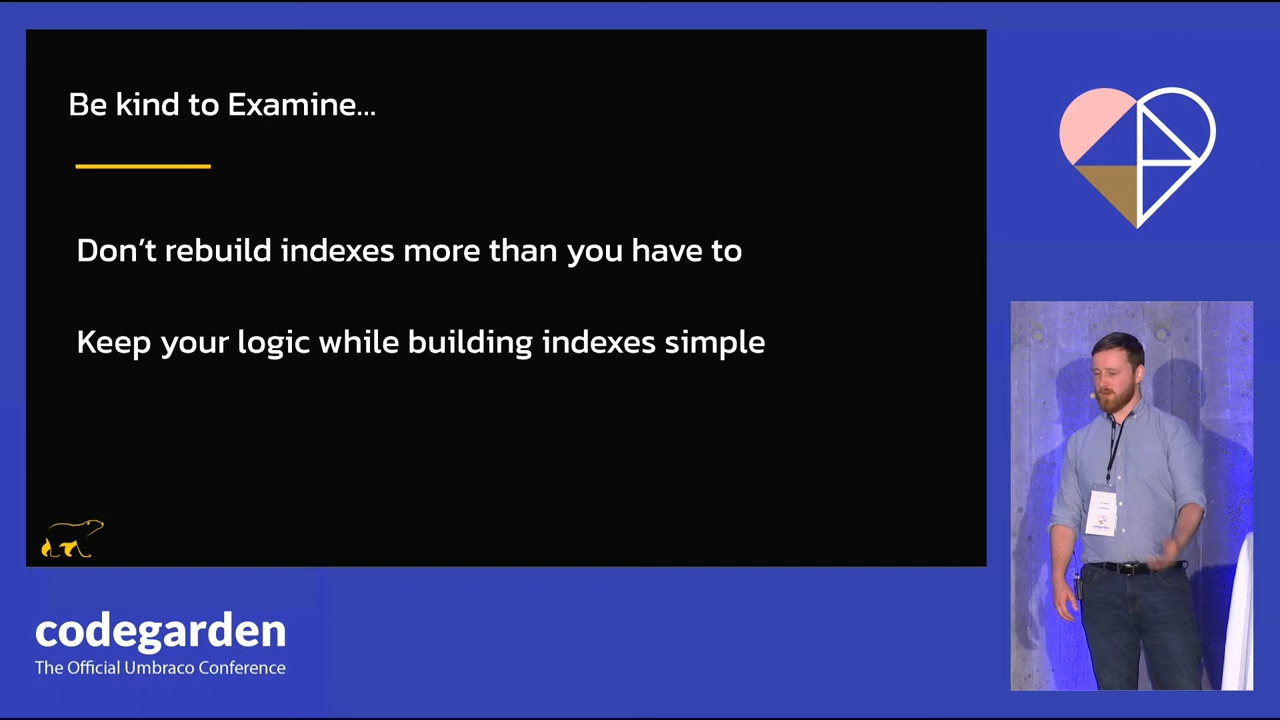 Be kind to Examine...
Don't rebuild indexes more than you have to
Keep your logic while building indexes simple
codegarden
The Official Umbraco Conference
codegarden